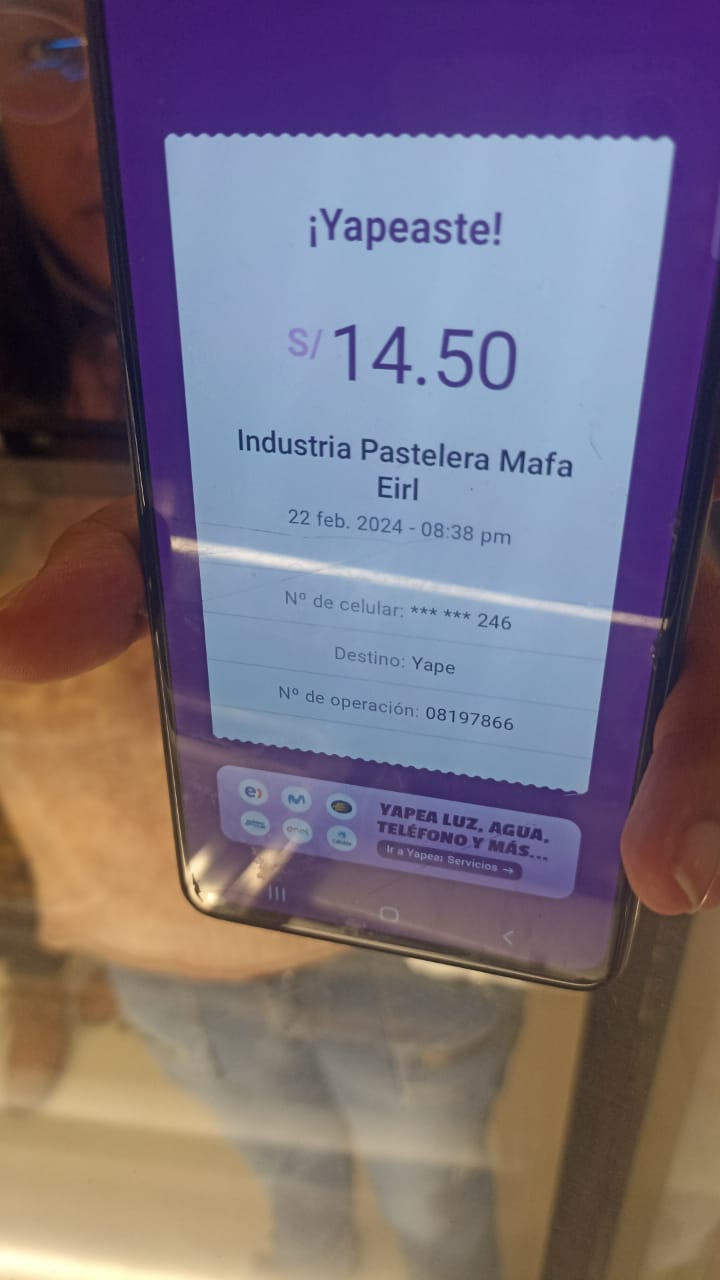 ¡Yapeaste!
S/ 14.50
Industria Pastelera Mafa
Eirl
22 feb. 2024 - 08:38 pm
Nº de celular: *** *** 246
Destino: Yape
Nº de operación: 08197866
YAPEA LUZ, AGUA,
TELÉFONO Y MÁS...
Ir a Yapear Servicios →